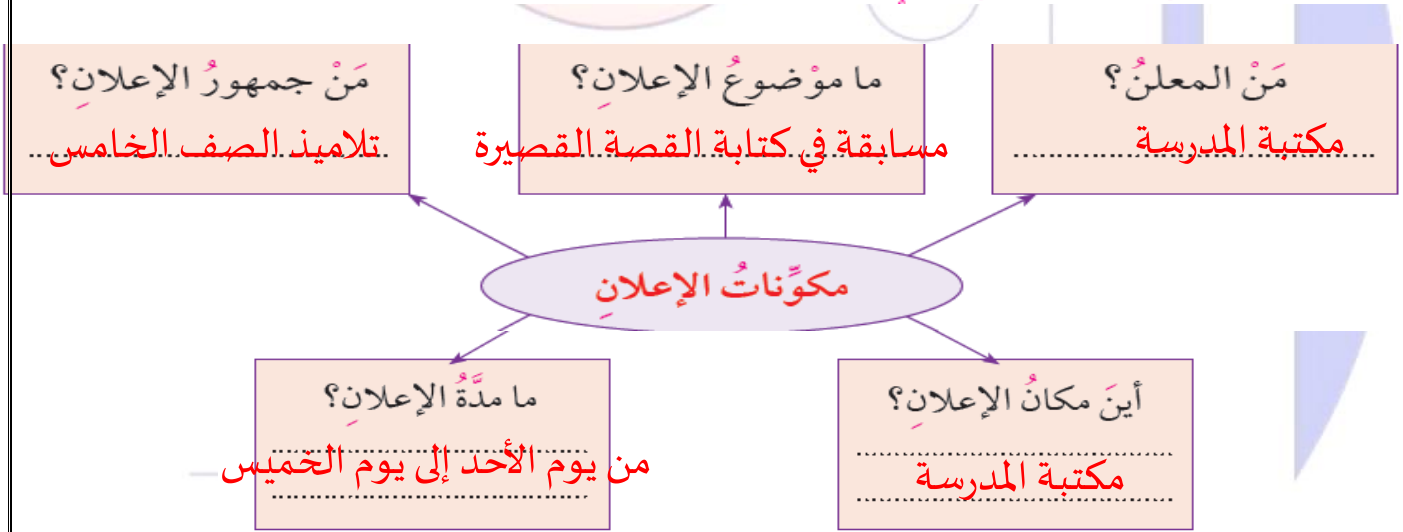 مَنْ المعلنُ؟
مكتبة المدرسة
ما موْضوعُ الإعلانِ؟
مسابقة في كتابة القصة القصيرة
مَنْ جمهورُ الإعلانِ؟
تلاميذ الصف الخامس
مكوِّناتُ الإعلانِ
أينَ مكانُ الإعلانِ؟
مكتبة المدرسة
ما مدَّةُ الإعلانِ؟
من يوم الأحد إلى يوم الخميس